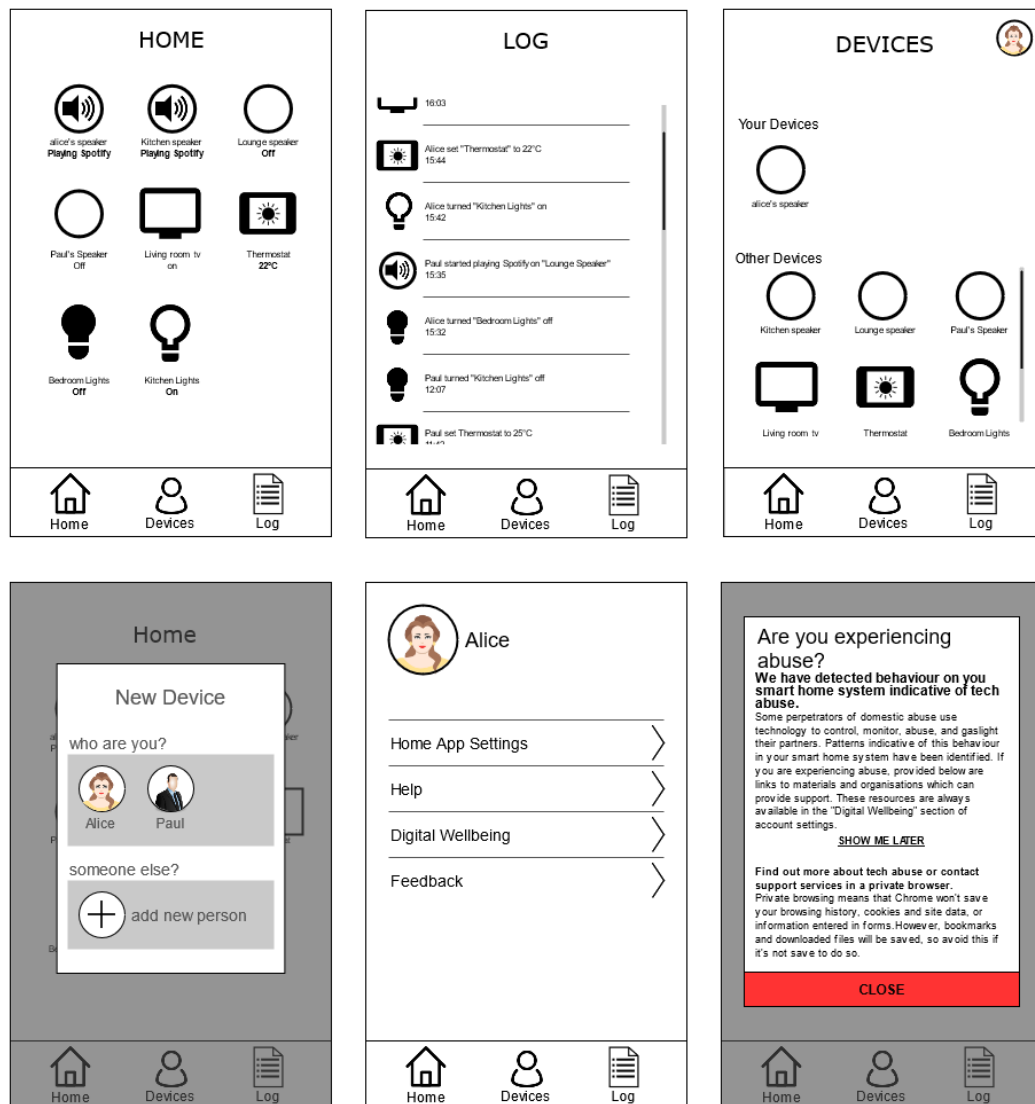 HOME
alice's speaker
Playing Spotify
Kitchen speaker
Playing Spotify
Lounge speaker
Off
Paul's Speaker
Off
Living room tv
on
Thermostat
22°C
Bedroom Lights
Off
Kitchen Lights
On
Home
Devices
Log
LOG
16:03
Alice set "Thermostat" to 22°C
15:44
Alice turned "Kitchen Lights" on
15:42
Paul started playing Spotify on "Lounge Speaker"
15:35
Alice turned "Bedroom Lights" off
15:32
Paul turned "Kitchen Lights" off
12:07
Paul set Thermostat to 25°C
Home
Devices
Log
DEVICES
Your Devices
alice's speaker
Other Devices
Kitchen speaker
Lounge speaker
Paul's Speaker
Living room tv
Thermostat
Bedroom Lights
Home
Devices
Log
Home
New Device
who are you?
Alice
Paul
someone else?
add new person
Home
Devices
Log
Alice
Home App Settings
Help
Digital Wellbeing
Feedback
Home
Devices
Log
Are you experiencing
abuse?
We have detected behaviour on you
smart home system indicative of tech
abuse.
Some perpetrators of domestic abuse use
technology to control, monitor, abuse, and gaslight
their partners. Patterns indicative of this behaviour
in your smart home system have been identified. If
you are experiencing abuse, provided below are
links to materials and organisations which can
provide support. These resources are always
available in the "Digital Wellbeing" section of
account settings.
SHOW ME LATER
Find out more about tech abuse or contact
support services in a private browser.
Private browsing means that Chrome won't save
your browsing history, cookies and site data, or
information entered in forms.However, bookmarks
and downloaded files will be saved, so avoid this if
it's not save to do so.
CLOSE
Home
Devices
Log